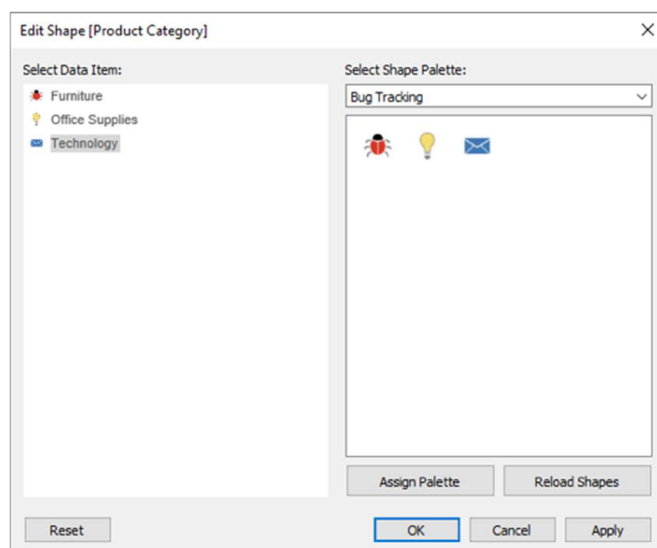 Edit Shape [Product Category]
Select Data Item:
Furniture
Office Supplies
Technology
Select Shape Palette:
Bug Tracking
Assign Palette
Reload Shapes
Reset
OK
Cancel
Apply